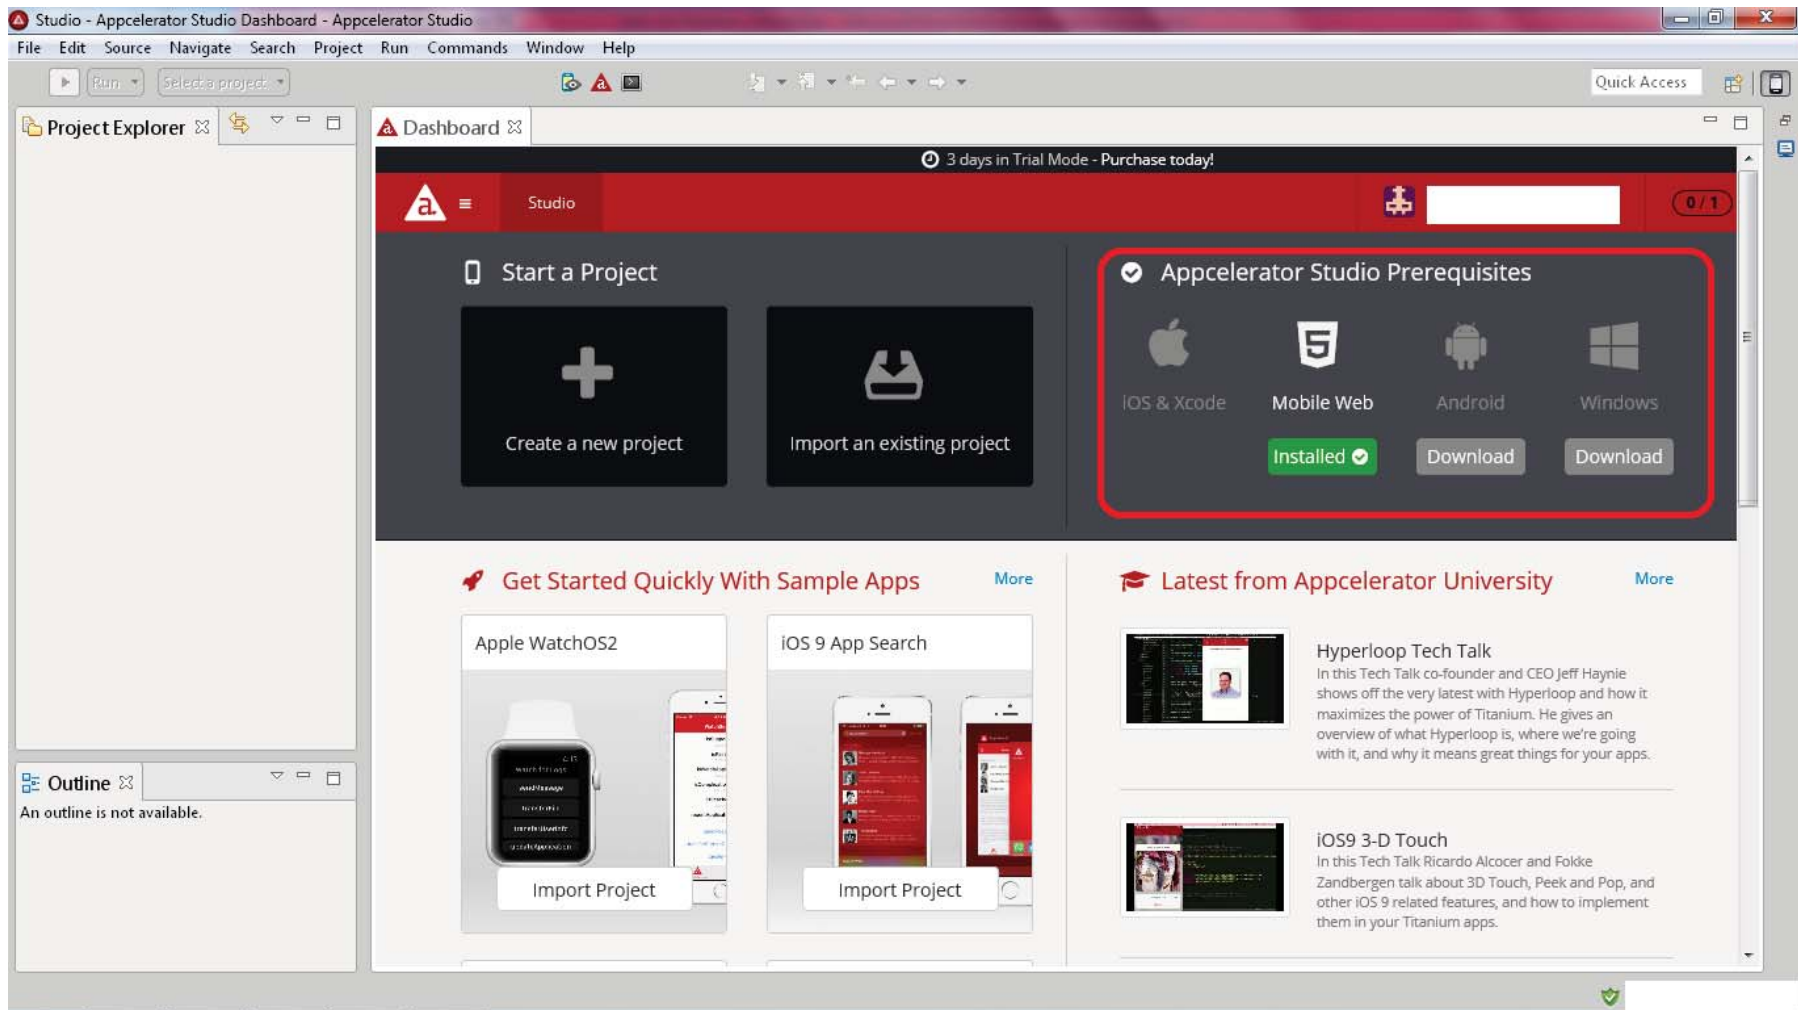 Studio - Appcelerator Studio Dashboard - Appcelerator Studio
File Edit Source Navigate Search Project Run Commands Window Help
Run Select a project Quick Access
Project Explorer
Dashboard
3 days in Trial Mode - Purchase today!
a. Studio 0 / 1
Start a Project
Create a new project
Import an existing project
Appcelerator Studio Prerequisites
iOS & Xcode Mobile Web Android Windows
Installed Download Download
Get Started Quickly With Sample Apps More
Apple WatchOS2
Import Project
iOS 9 App Search
Import Project
Latest from Appcelerator University More
Hyperloop Tech Talk
In this Tech Talk co-founder and CEO Jeff Haynie
shows off the very latest with Hyperloop and how it
maximizes the power of Titanium. He gives an
overview of what Hyperloop is, where we're going
with it, and why it means great things for your apps.
iOS9 3-D Touch
In this Tech Talk Ricardo Alcocer and Fokke
Zandbergen talk about 3D Touch, Peek and Pop, and
other iOS 9 related features, and how to implement
them in your Titanium apps.
Outline
An outline is not available.